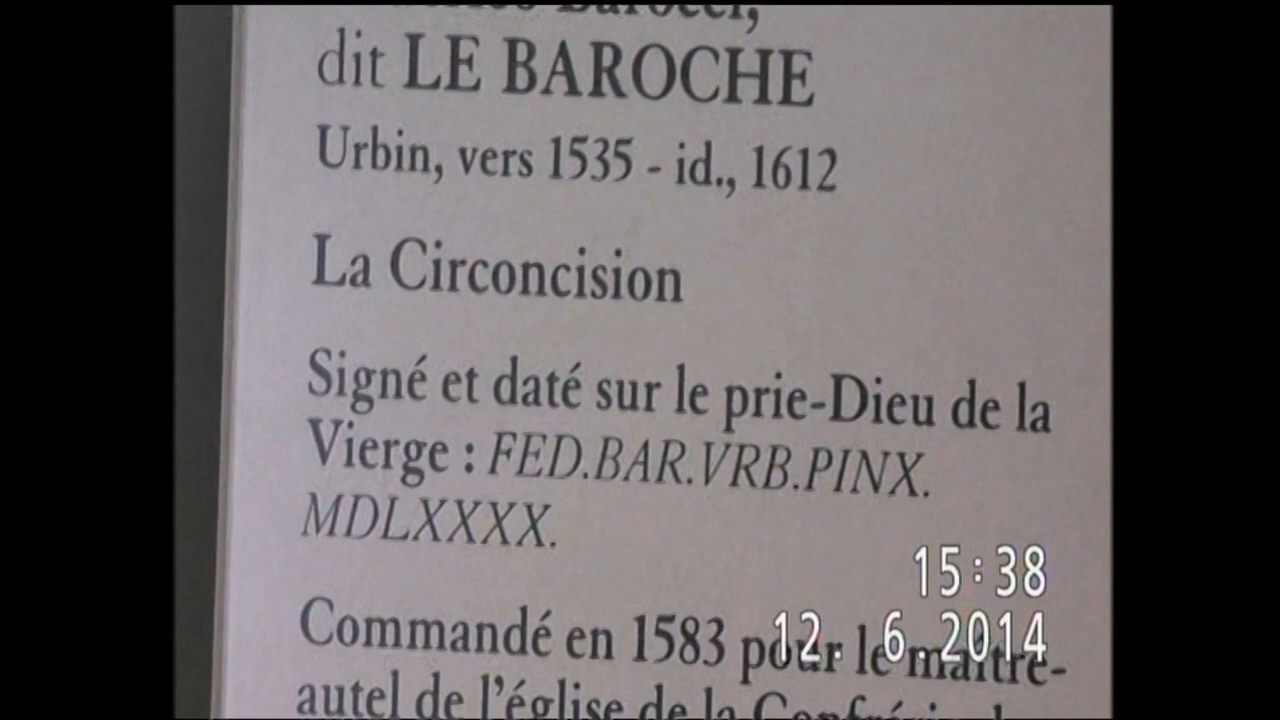 Barocci,
dit LE BAROCHE
Urbin, vers 1535 - id., 1612
La Circoncision
Signé et daté sur le prie-Dieu de la
Vierge : FED.BAR.VRB.PINX.
MDLXXXX.
Commandé en 1583 pour le maître-
autel de l'église de la
15:38
12. 6.2014